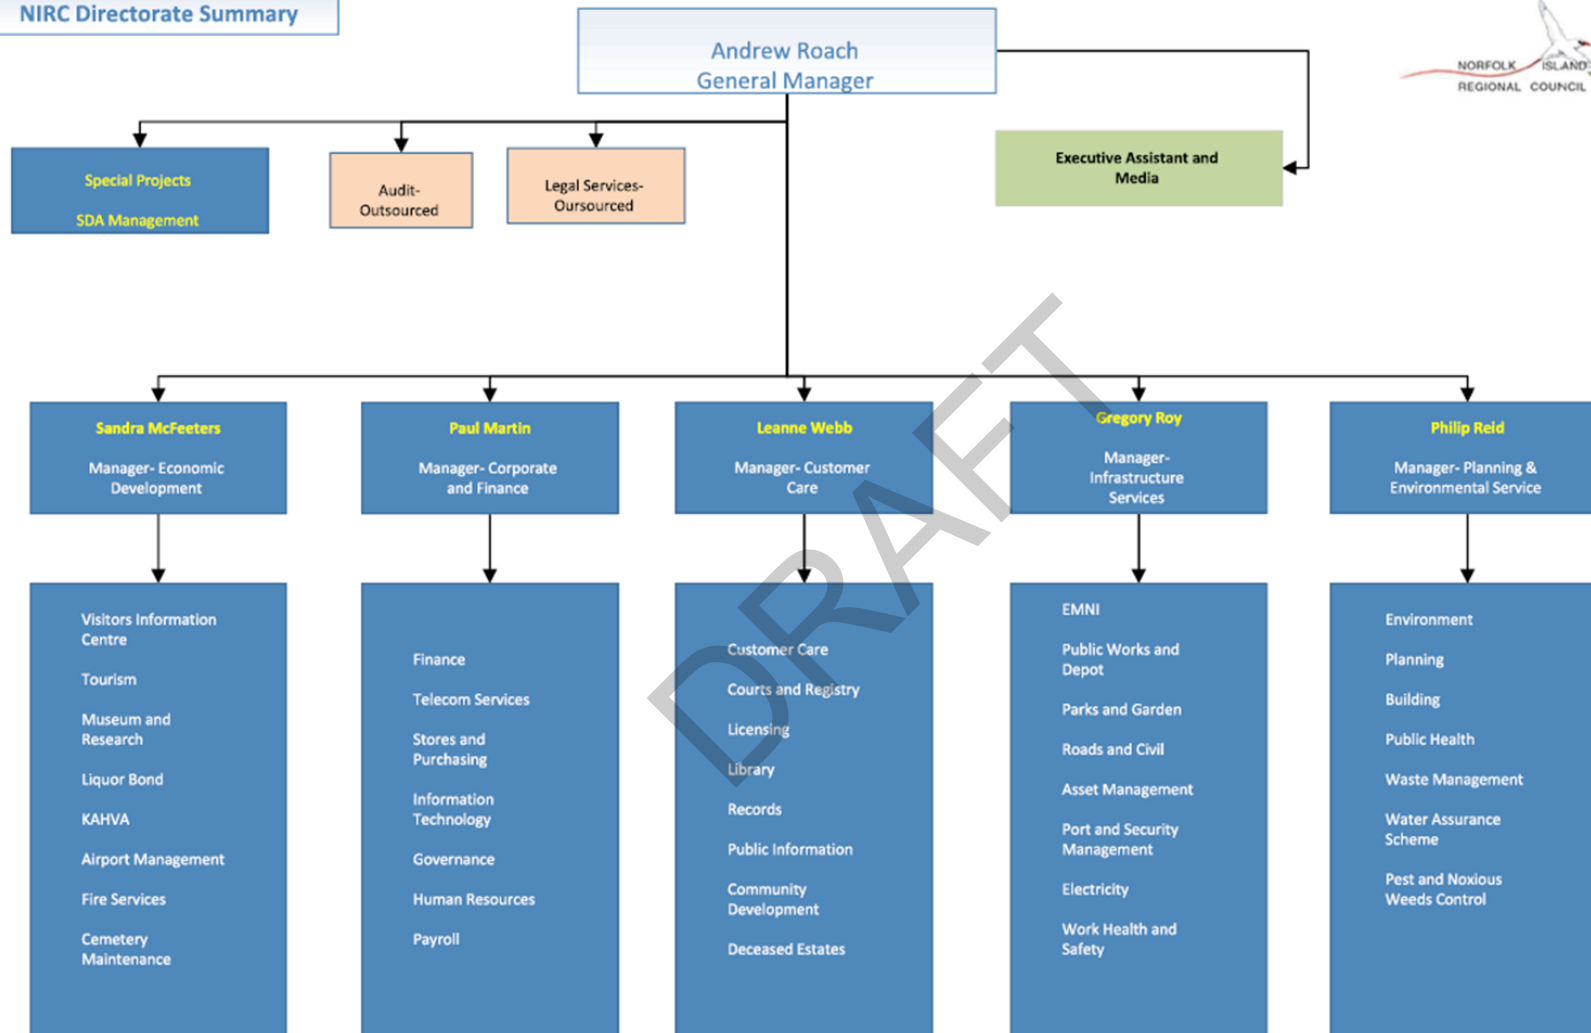 NIRC Directorate Summary
Andrew Roach
General Manager
NORFOLK ISLAND
REGIONAL COUNCIL
Special Projects
SDA Management
Audit-
Outsourced
Legal Services-
Oursourced
Executive Assistant and
Media
Sandra McFeeters
Manager- Economic
Development
Paul Martin
Manager- Corporate
and Finance
Leanne Webb
Manager- Customer
Care
Gregory Roy
Manager-
Infrastructure
Services
Philip Reid
Manager- Planning &
Environmental Service
Visitors Information
Centre
Tourism
Museum and
Research
Liquor Bond
KAHVA
Airport Management
Fire Services
Cemetery
Maintenance
Finance
Telecom Services
Stores and
Purchasing
Information
Technology
Governance
Human Resources
Payroll
Customer Care
Courts and Registry
Licensing
Library
Records
Public Information
Community
Development
Deceased Estates
EMNI
Public Works and
Depot
Parks and Garden
Roads and Civil
Asset Management
Port and Security
Management
Electricity
Work Health and
Safety
Environment
Planning
Building
Public Health
Waste Management
Water Assurance
Scheme
Pest and Noxious
Weeds Control
DRAFT